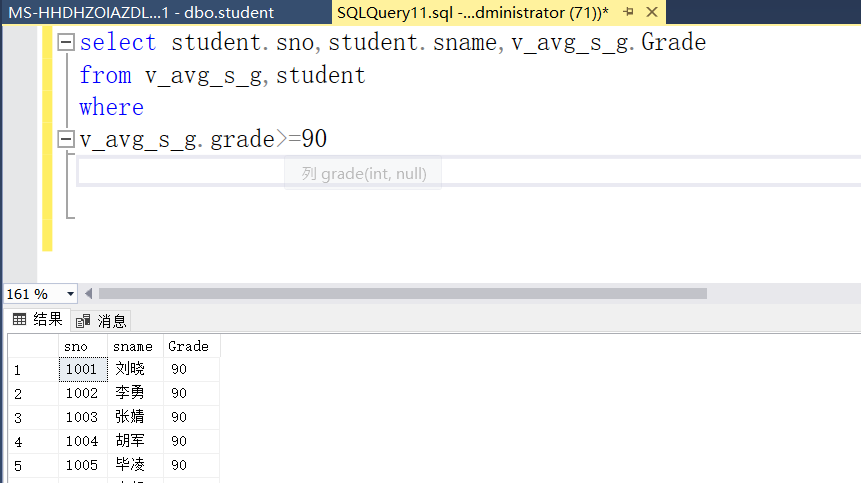 MS-HHDHZOIAZDL...1 - dbo.student
SQLQuery11.sql -...dministrator (71))*
select student.sno,student.sname,v_avg_s_g.Grade
from v_avg_s_g,student
where
v_avg_s_g.grade>=90
列 grade(int, null)
161 %
结果
消息
sno sname Grade
1 1001 刘晓 90
2 1002 李勇 90
3 1003 张婧 90
4 1004 胡军 90
5 1005 毕凌 90